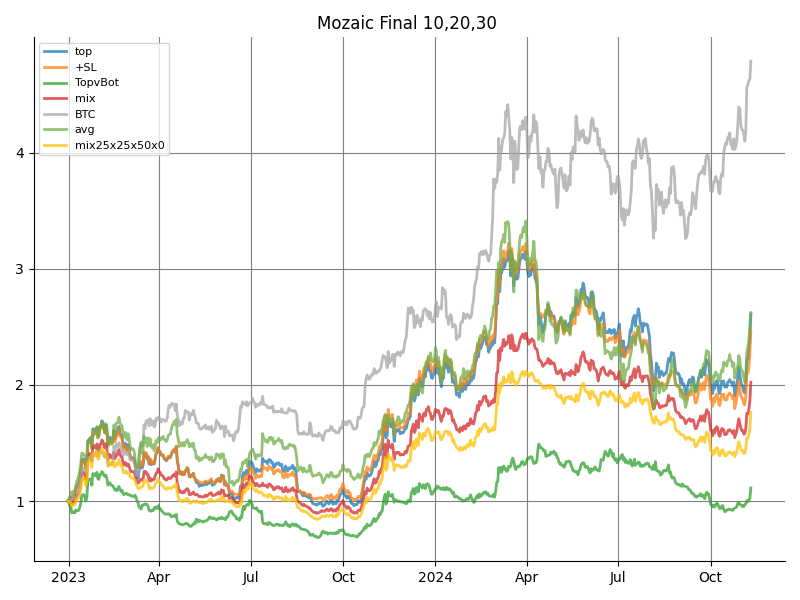 Mozaic Final 10,20,30
top
+SL
TopvBot
mix
BTC
avg
mix25x25x50x0
4
3
2
1
2023 Apr Jul Oct 2024 Apr Jul Oct